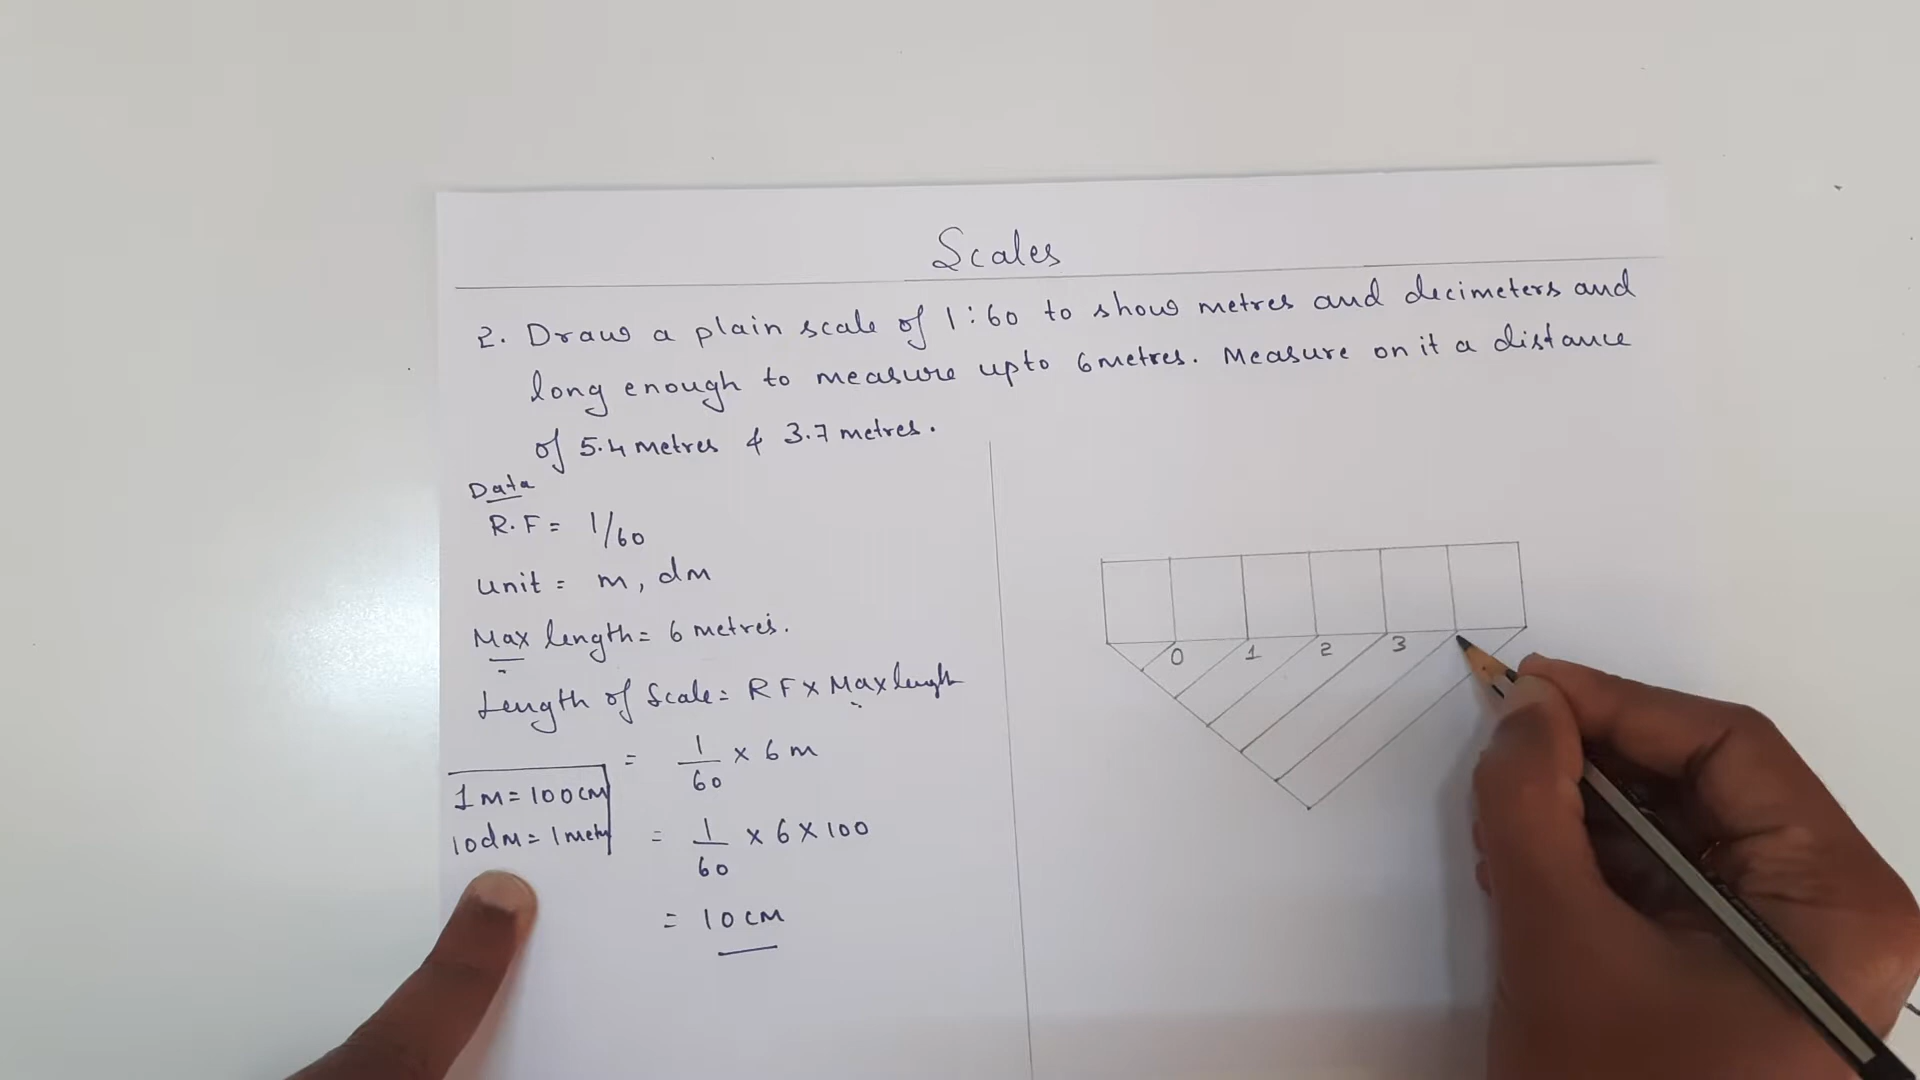 Scales
2. Draw a plain scale of 1:60 to show metres and decimeters and
long enough to measure upto 6metres. Measure on it a distance
of 5.4 metres & 3.7 metres.
Data
R.F = 1/60
unit = m, dm
Max length = 6 metres.
Length of Scale = RF x Max length
= 1/60 x 6 m
1m = 100cm
10dm = 1 metr
= 1/60 x 6 x 100
= 10 cm
0 1 2 3